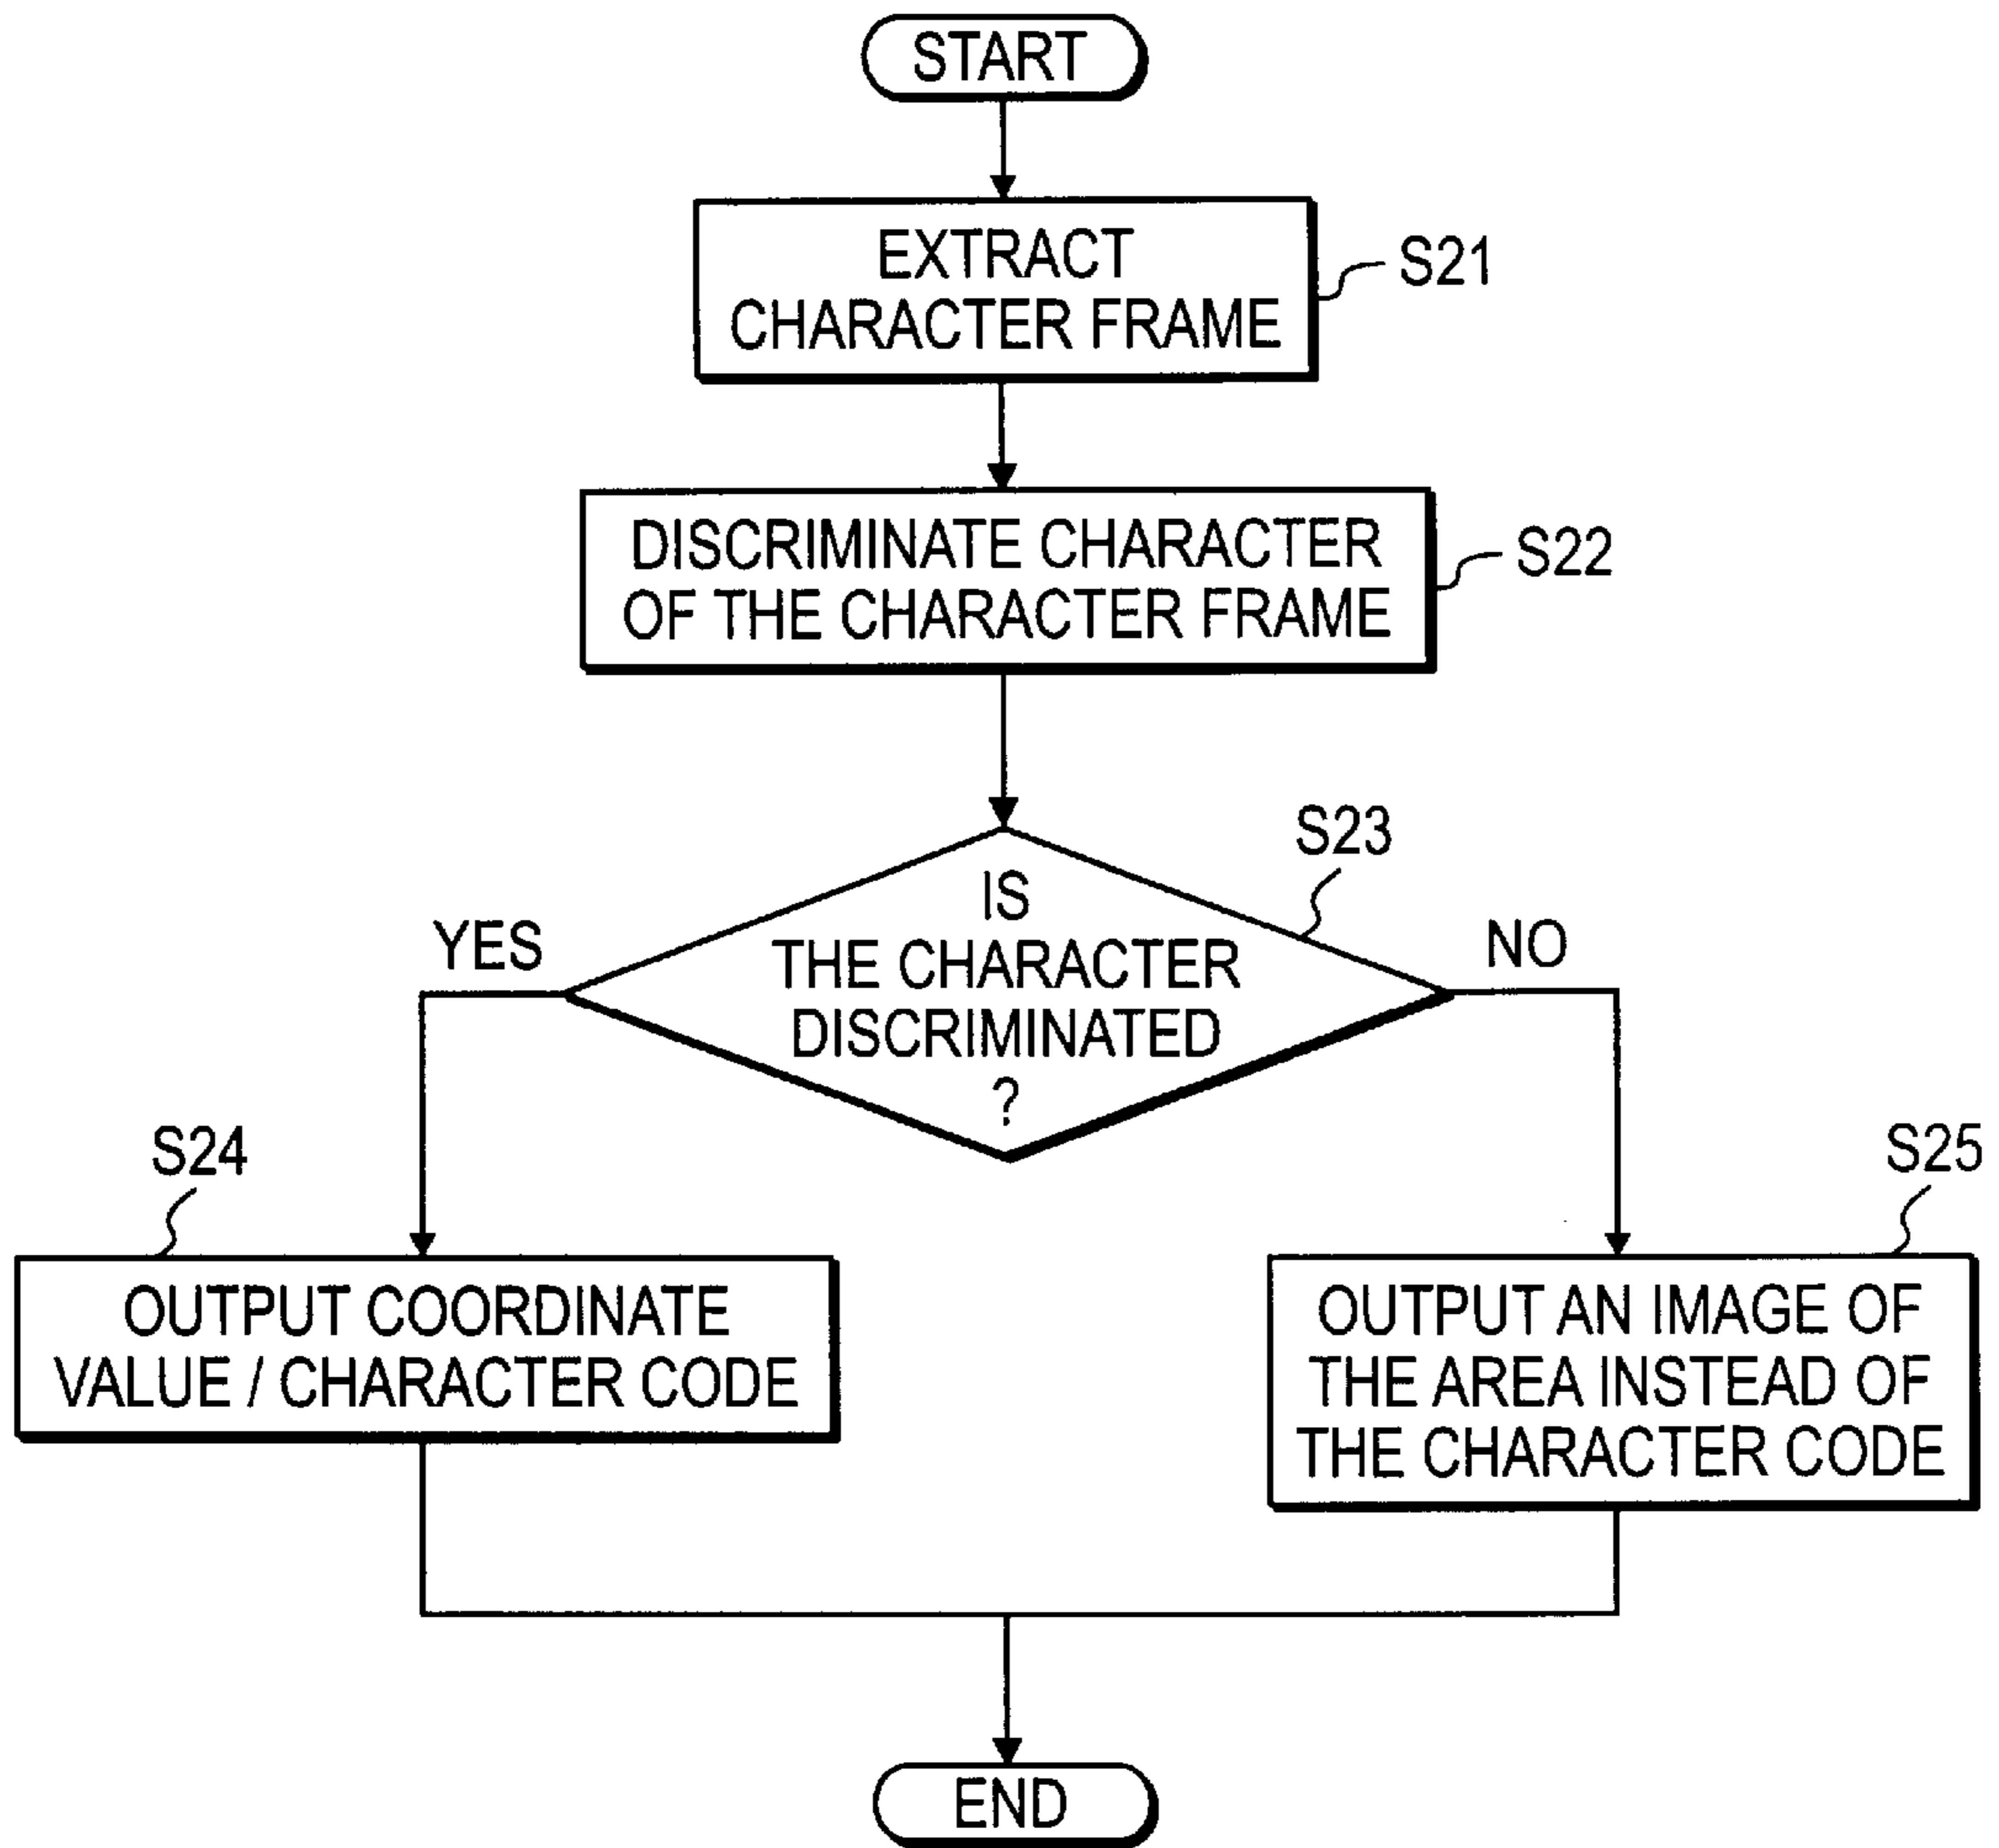 START
EXTRACT
CHARACTER FRAME
S21
DISCRIMINATE CHARACTER
OF THE CHARACTER FRAME
S22
S23
IS
THE CHARACTER
DISCRIMINATED
?
YES
NO
S24
OUTPUT COORDINATE
VALUE / CHARACTER CODE
S25
OUTPUT AN IMAGE OF
THE AREA INSTEAD OF
THE CHARACTER CODE
END